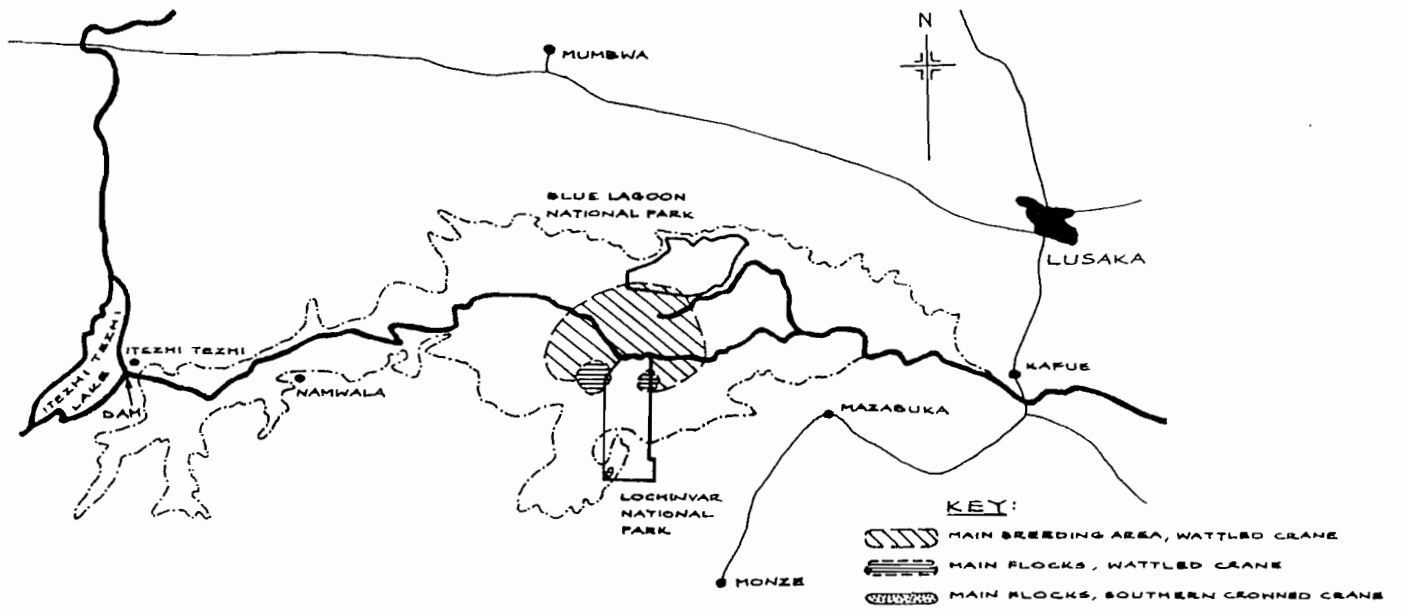 N
MUMBWA
BLUE LAGOON
NATIONAL PARK
LUSAKA
ITEZHI TEZHI
ITEZHI TEZHI
LAKE
DAM
NAMWALA
KAFUE
MAZABUKA
LOCHINVAR
NATIONAL
PARK
MONZE
KEY:
MAIN BREEDING AREA, WATTLED CRANE
MAIN FLOCKS, WATTLED CRANE
MAIN FLOCKS, SOUTHERN CROWNED CRANE